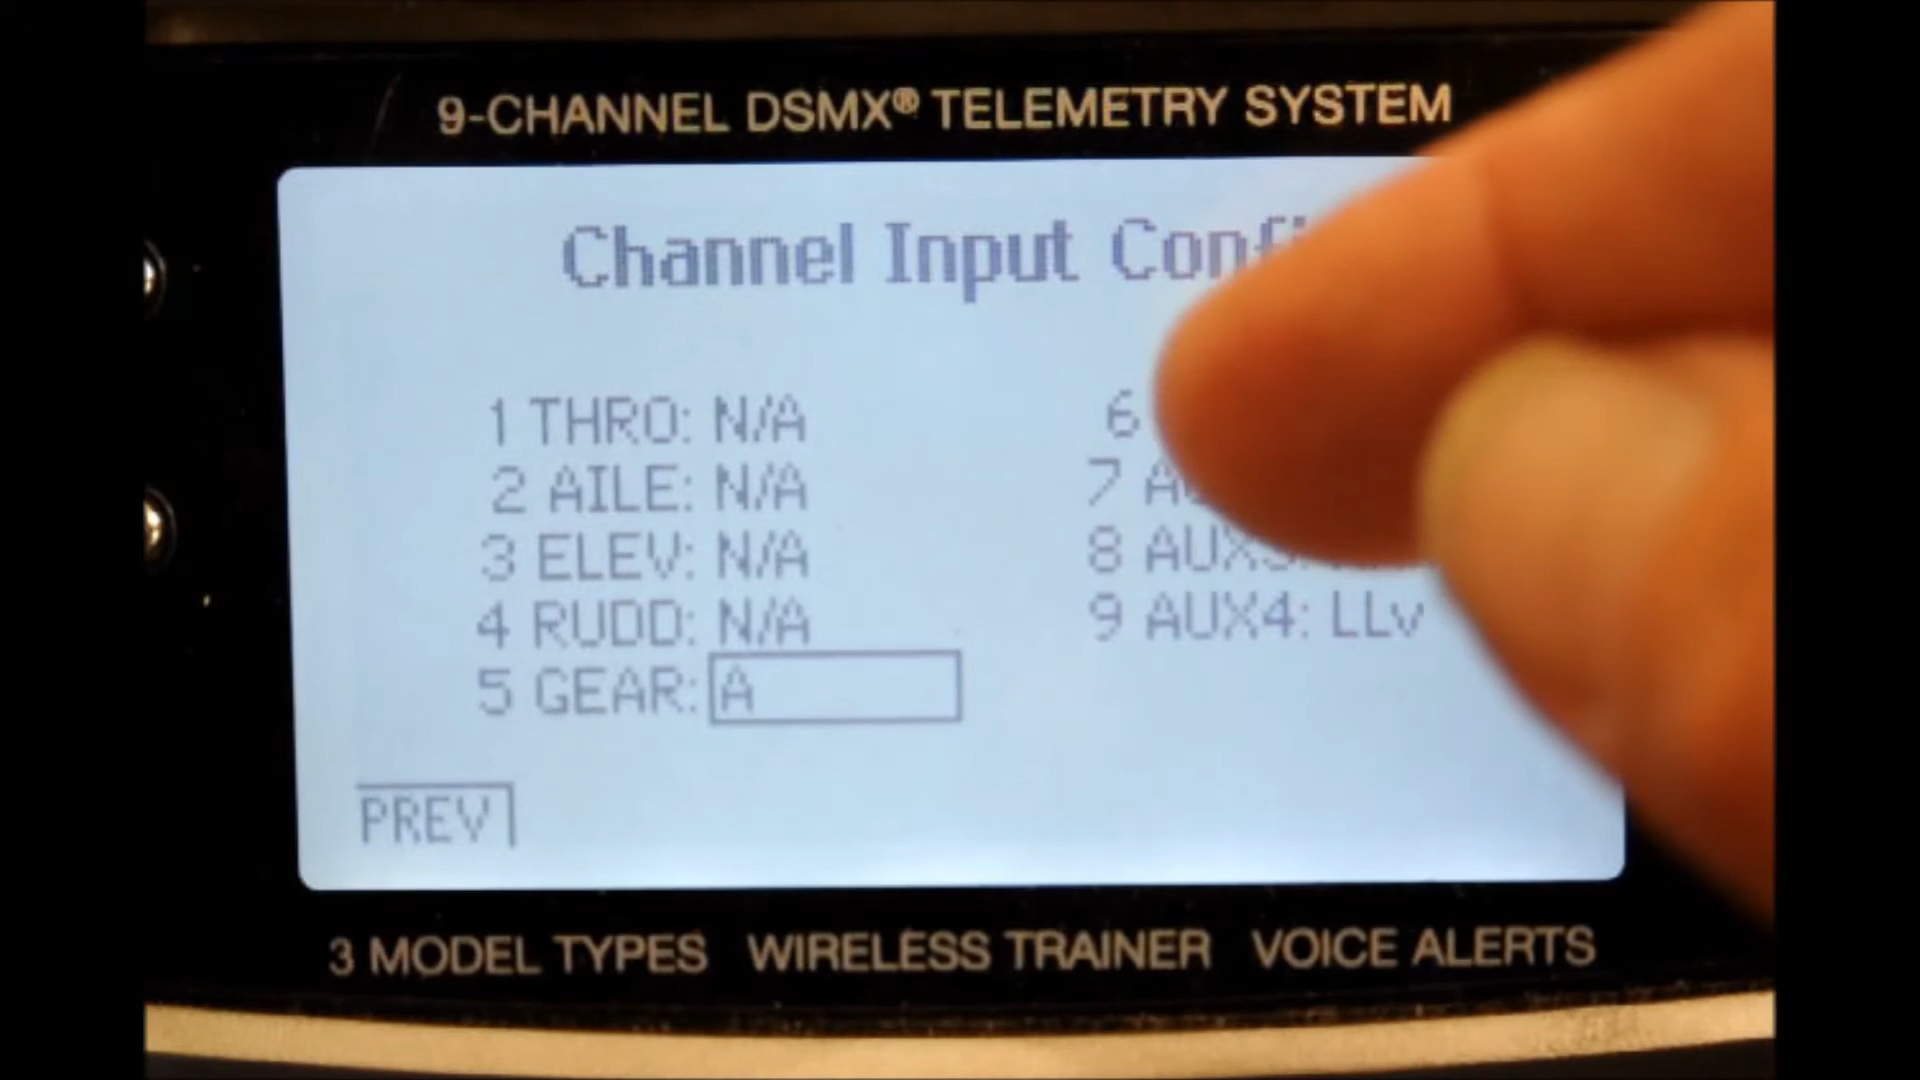 9-CHANNEL DSMX® TELEMETRY SYSTEM
Channel Input
1 THRO: N/A
2 AILE: N/A
3 ELEV: N/A
4 RUDD: N/A
5 GEAR: A
6
7
8 AUX3:
9 AUX4: LLv
PREV
3 MODEL TYPES WIRELESS TRAINER VOICE ALERTS